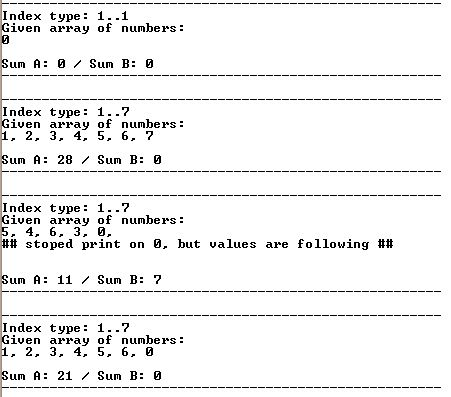 Index type: 1..1
Given array of numbers:
0
Sum A: 0 / Sum B: 0
Index type: 1..7
Given array of numbers:
1, 2, 3, 4, 5, 6, 7
Sum A: 28 / Sum B: 0
Index type: 1..7
Given array of numbers:
5, 4, 6, 3, 0,
## stoped print on 0, but values are following ##
Sum A: 11 / Sum B: 7
Index type: 1..7
Given array of numbers:
1, 2, 3, 4, 5, 6, 0
Sum A: 21 / Sum B: 0